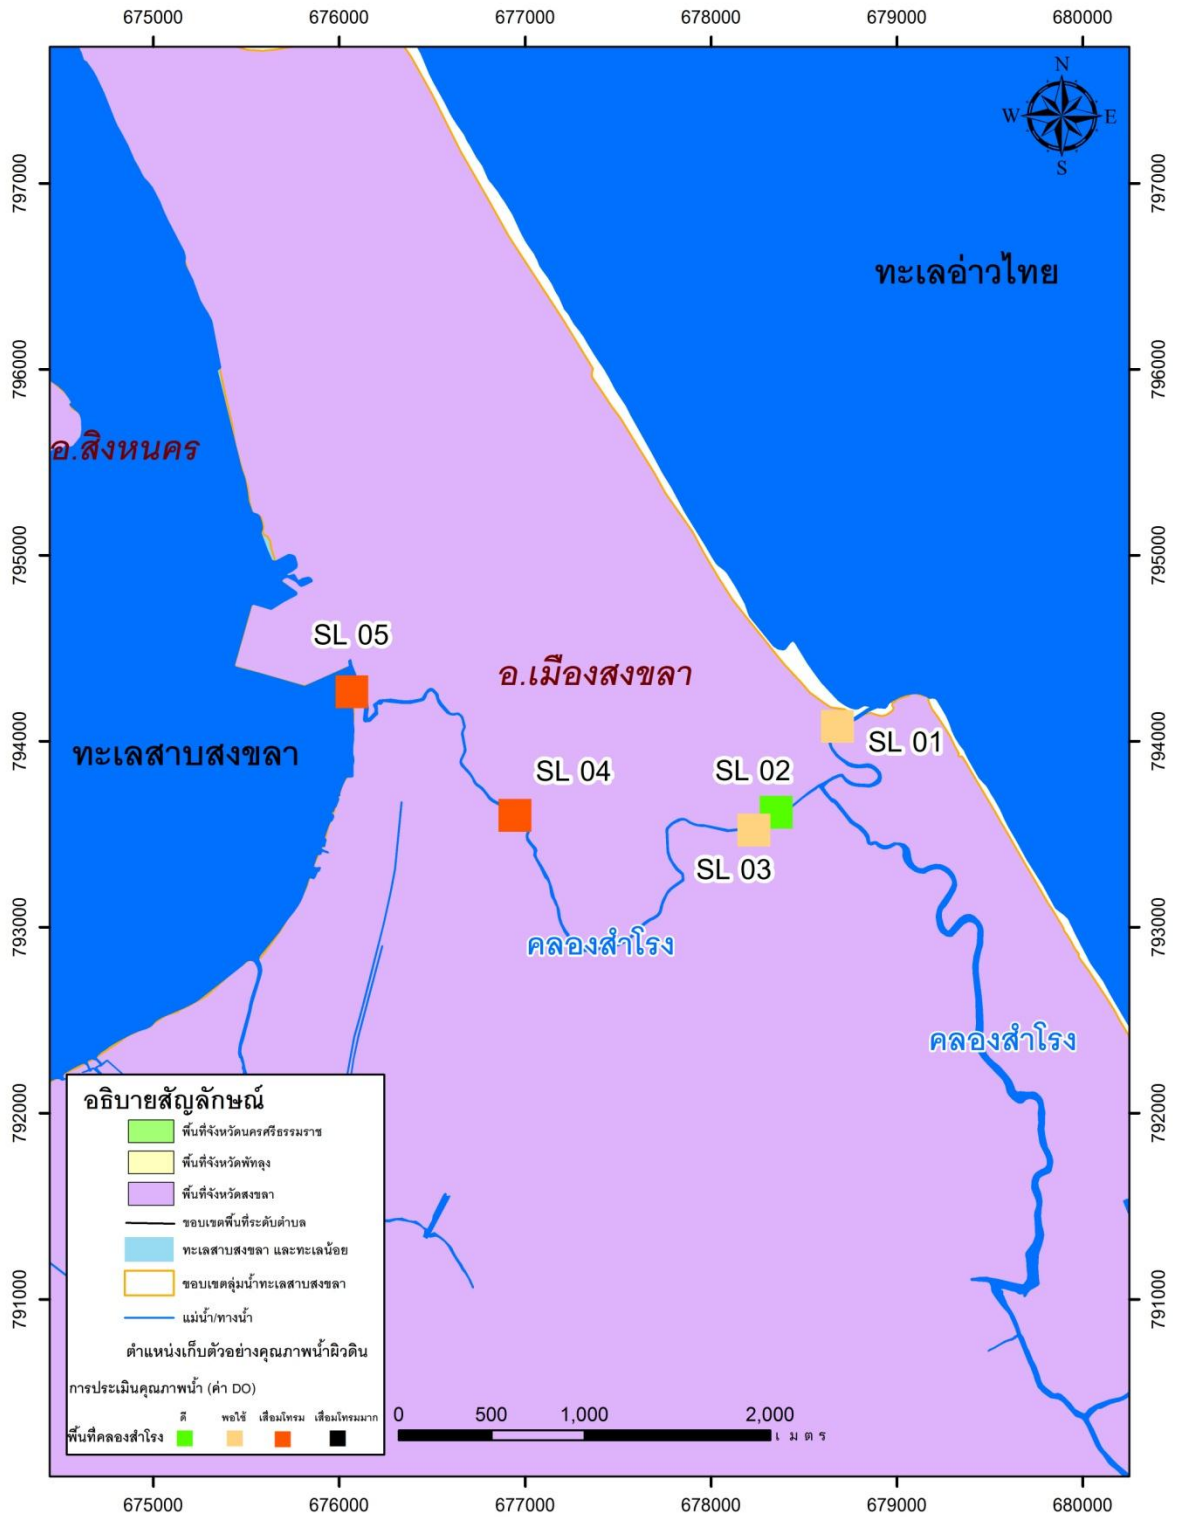 675000 676000 677000 678000 679000 680000
N
W E
S
797000 797000
ทะเลอ่าวไทย
796000 796000
อ.สิงหนคร
795000 795000
SL 05
อ.เมืองสงขลา
794000 794000
SL 01
ทะเลสาบสงขลา
SL 04 SL 02
SL 03
793000 793000
คลองสำโรง
คลองสำโรง
792000 792000
อธิบายสัญลักษณ์
พื้นที่จังหวัดนครศรีธรรมราช
พื้นที่จังหวัดพัทลุง
พื้นที่จังหวัดสงขลา
ขอบเขตพื้นที่ระดับตำบล
ทะเลสาบสงขลา และทะเลน้อย
ขอบเขตลุ่มน้ำทะเลสาบสงขลา
แม่น้ำ/ทางน้ำ
ตำแหน่งเก็บตัวอย่างคุณภาพน้ำผิวดิน
การประเมินคุณภาพน้ำ (ค่า DO)
ดี พอใช้ เสื่อมโทรม เสื่อมโทรมมาก
พื้นที่คลองสำโรง
791000 791000
0 500 1,000 2,000
เมตร
675000 676000 677000 678000 679000 680000